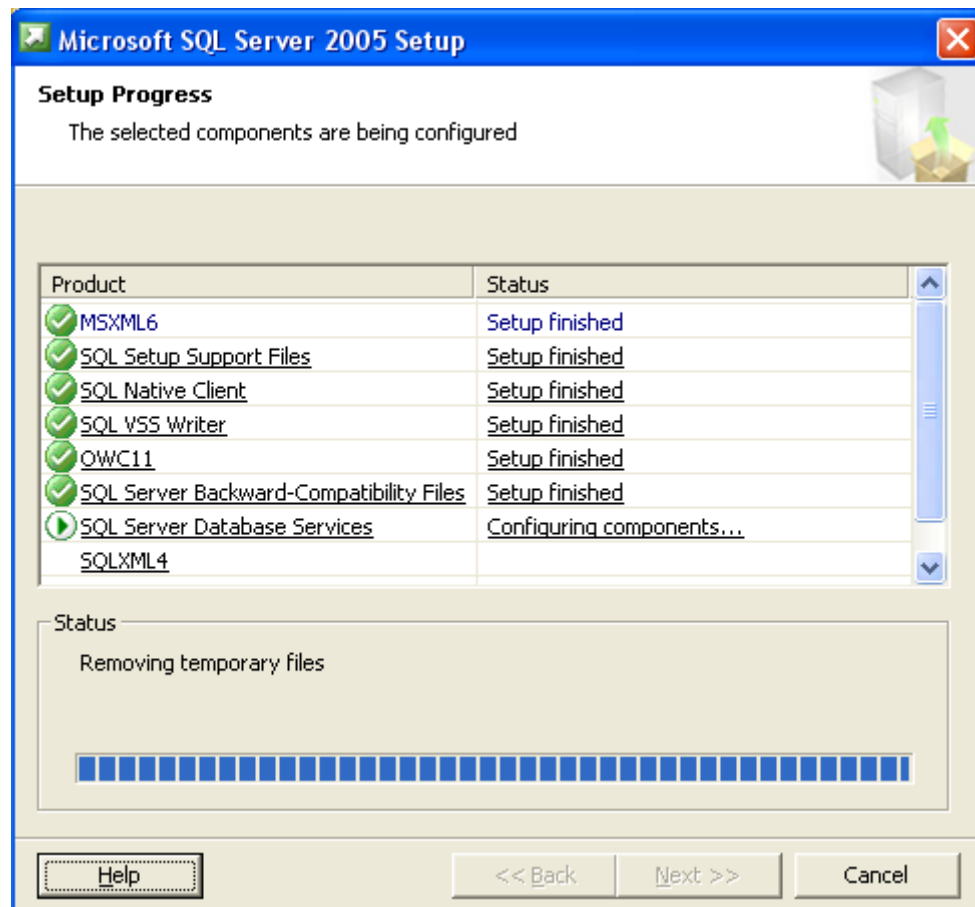 Microsoft SQL Server 2005 Setup
Setup Progress
The selected components are being configured
Product Status
MSXML6 Setup finished
SQL Setup Support Files Setup finished
SQL Native Client Setup finished
SQL VSS Writer Setup finished
OWC11 Setup finished
SQL Server Backward-Compatibility Files Setup finished
SQL Server Database Services Configuring components...
SQLXML4
Status
Removing temporary files
Help << Back Next >> Cancel